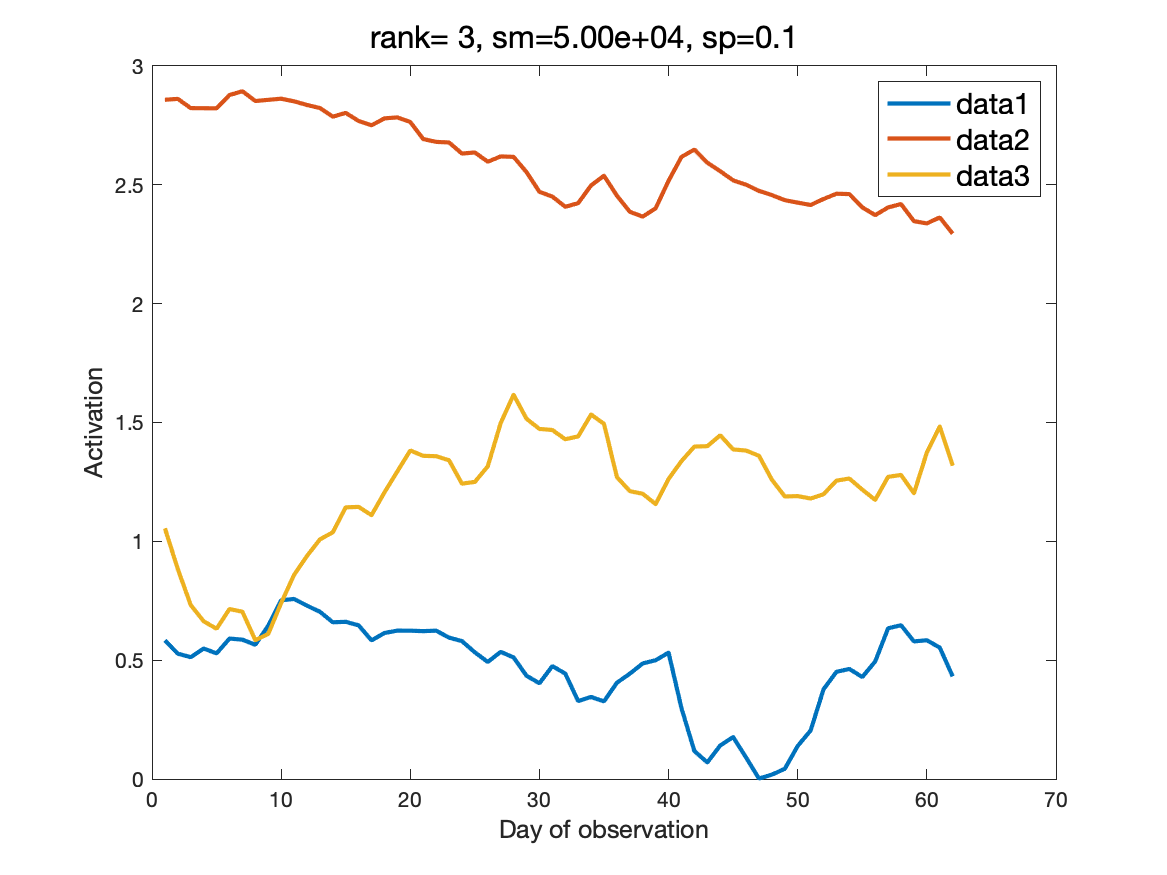 rank= 3, sm=5.00e+04, sp=0.1
3
2.5
2
1.5
1
0.5
0
Activation
data1
data2
data3
0 10 20 30 40 50 60 70
Day of observation